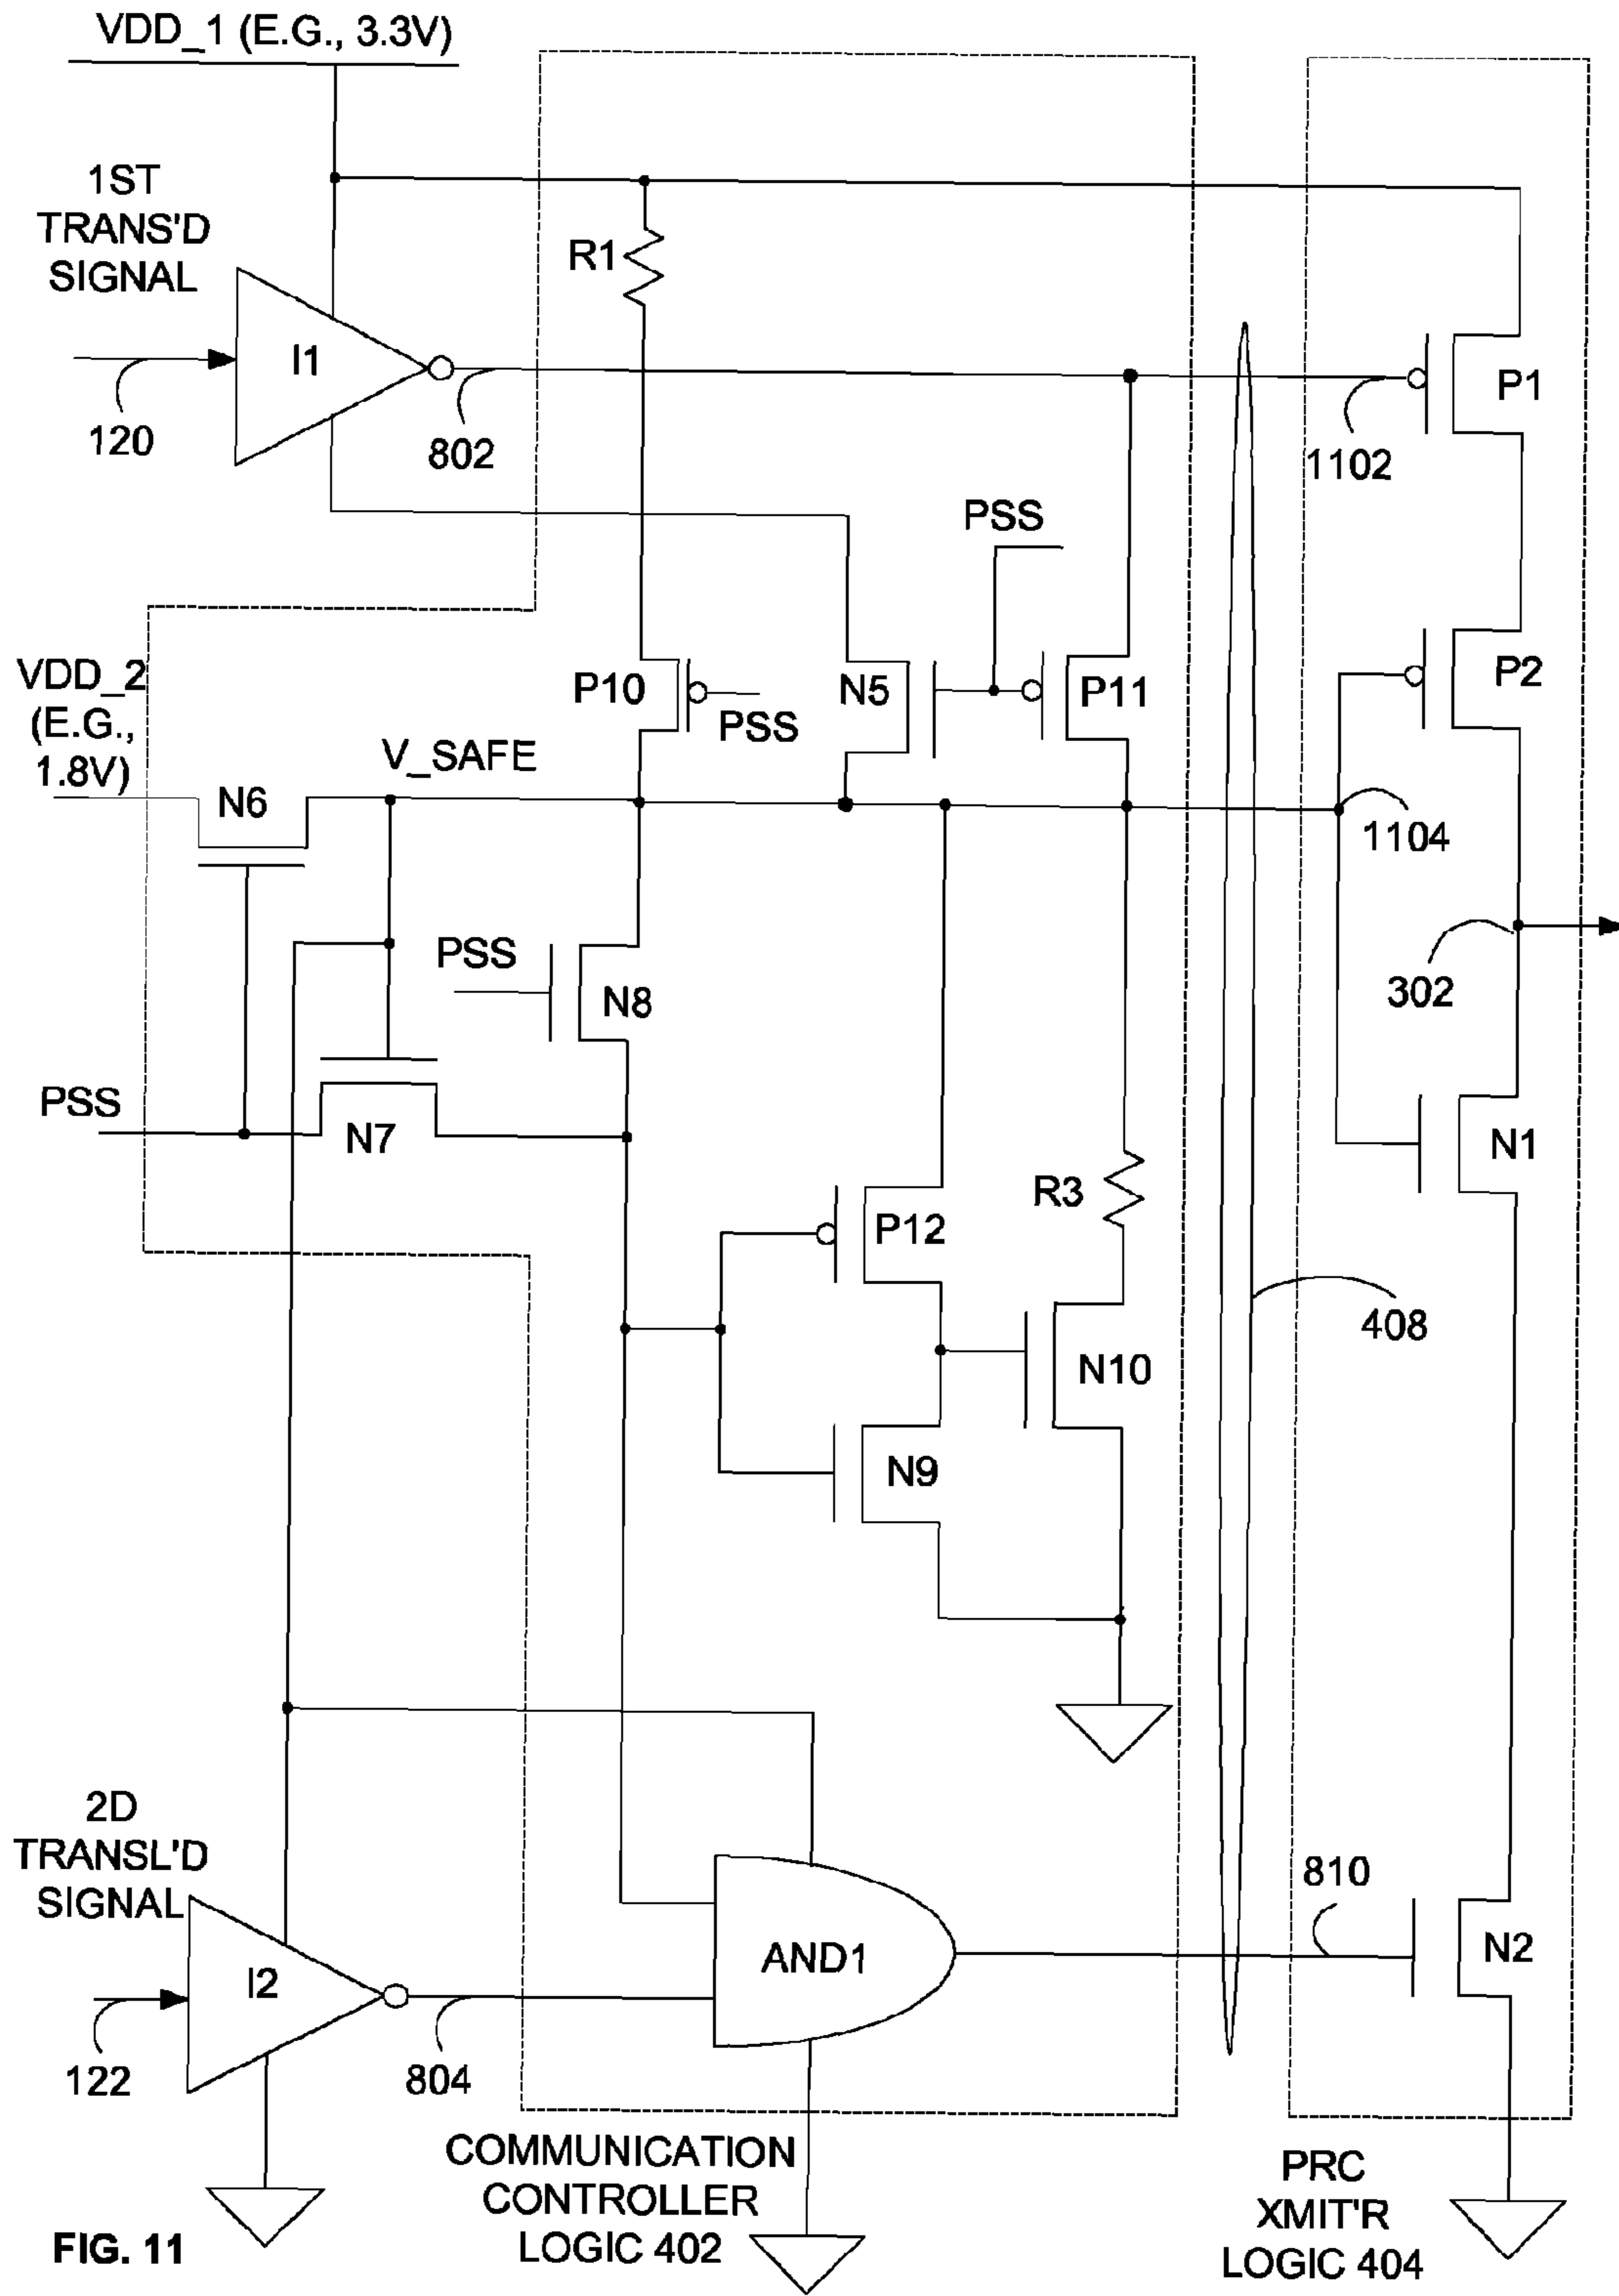 VDD_1 (E.G., 3.3V)
1ST
TRANS'D
SIGNAL
R1
I1
P1
120
802
1102
PSS
VDD_2
(E.G.,
1.8V)
P10
PSS
N5
P11
P2
V_SAFE
N6
1104
PSS
N8
302
PSS
N7
N1
R3
P12
408
N10
N9
2D
TRANSL'D
SIGNAL
810
I2
AND1
N2
122
804
COMMUNICATION
CONTROLLER
LOGIC 402
PRC
XMIT'R
LOGIC 404
FIG. 11